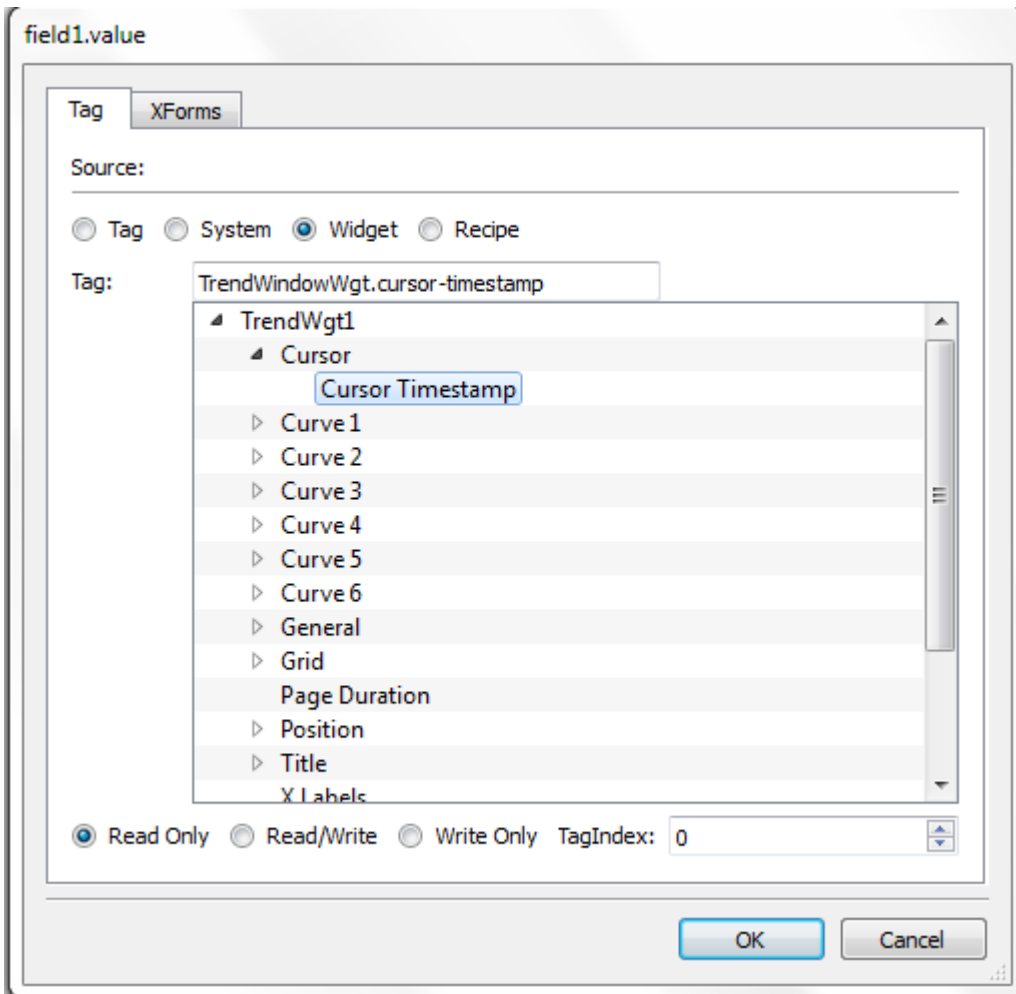 field1.value
Tag XForms
Source:
Tag System Widget Recipe
Tag: TrendWindowWgt.cursor-timestamp
TrendWgt1
Cursor
Cursor Timestamp
Curve 1
Curve 2
Curve 3
Curve 4
Curve 5
Curve 6
General
Grid
Page Duration
Position
Title
X Labels
Read Only Read/Write Write Only TagIndex: 0
OK Cancel